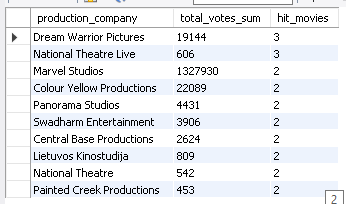 production_company total_votes_sum hit_movies
Dream Warrior Pictures 19144 3
National Theatre Live 606 3
Marvel Studios 1327930 2
Colour Yellow Productions 22089 2
Panorama Studios 4431 2
Swadharm Entertainment 3906 2
Central Base Productions 2624 2
Lietuvos Kinostudija 809 2
National Theatre 542 2
Painted Creek Productions 453 2
2